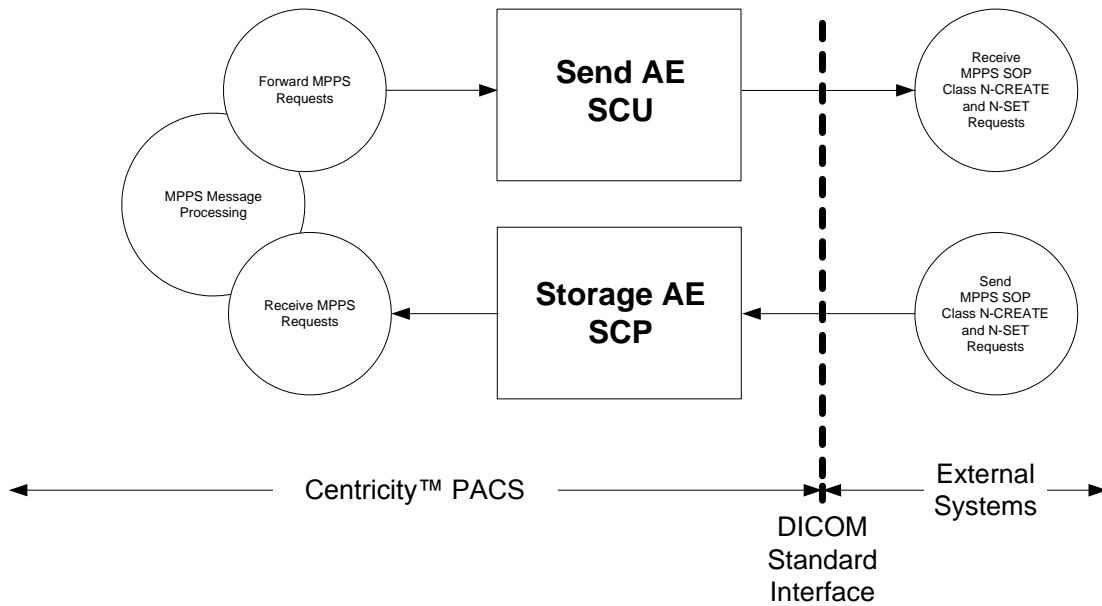 Forward MPPS
Requests
Send AE
SCU
Receive
MPPS SOP
Class N-CREATE
and N-SET
Requests
MPPS Message
Processing
Receive MPPS
Requests
Storage AE
SCP
Send
MPPS SOP
Class N-CREATE
and N-SET
Requests
Centricity™ PACS
External
Systems
DICOM
Standard
Interface